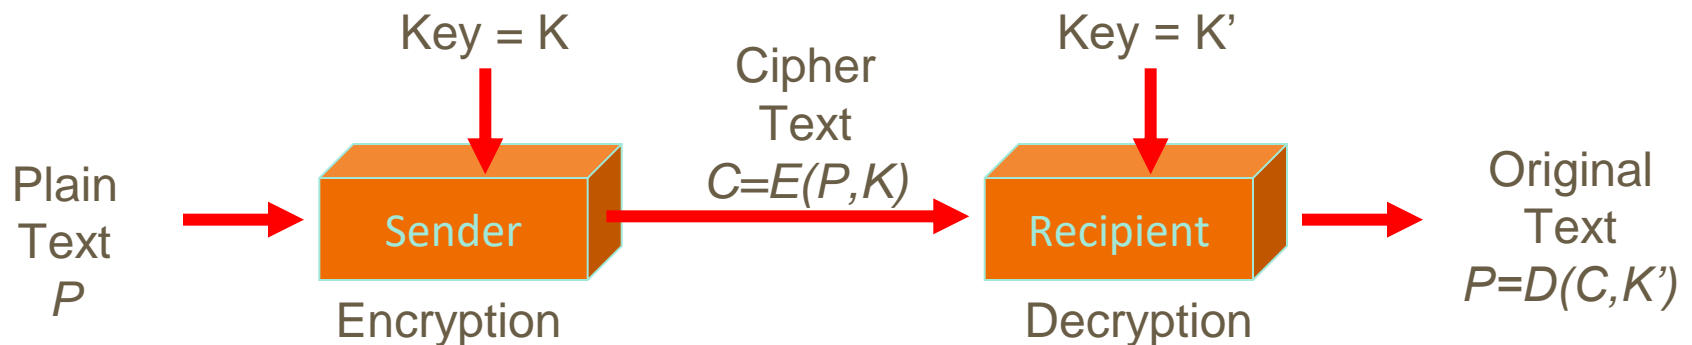 Key = K
Key = K’
Cipher
Text
C=E(P,K)
Plain
Text
P
Sender
Recipient
Original
Text
P=D(C,K’)
Encryption
Decryption